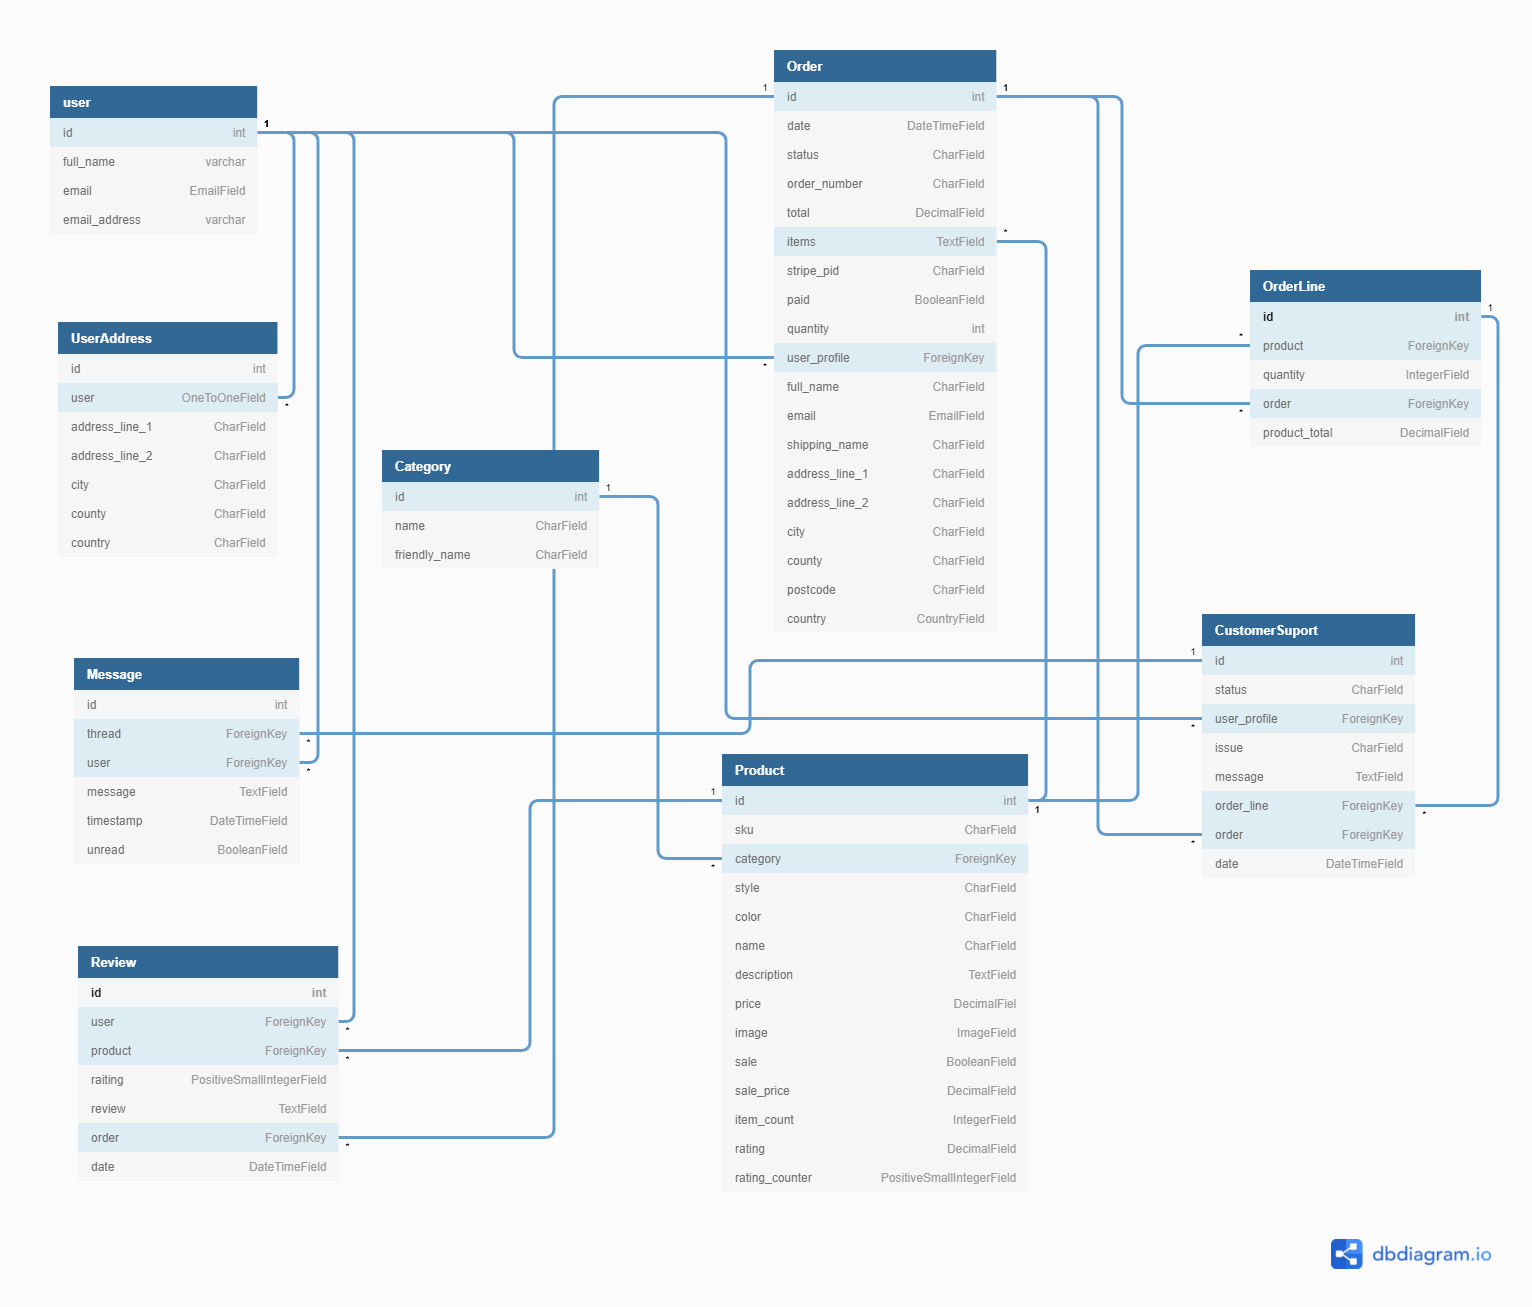 user
id int
full_name varchar
email EmailField
email_address varchar
1
UserAddress
id int
user OneToOneField
address_line_1 CharField
address_line_2 CharField
city CharField
county CharField
country CharField
*
Message
id int
thread ForeignKey
user ForeignKey
message TextField
timestamp DateTimeField
unread BooleanField
*
*
Review
id int
user ForeignKey
product ForeignKey
raiting PositiveSmallIntegerField
review TextField
order ForeignKey
date DateTimeField
*
*
*
Category
id int
name CharField
friendly_name CharField
1
Order
1
id int
1
date DateTimeField
status CharField
order_number CharField
total DecimalField
items TextField
*
stripe_pid CharField
paid BooleanField
quantity int
user_profile ForeignKey
*
full_name CharField
email EmailField
shipping_name CharField
address_line_1 CharField
address_line_2 CharField
city CharField
county CharField
postcode CharField
country CountryField
Product
1
id int
1
sku CharField
category ForeignKey
*
style CharField
color CharField
name CharField
description TextField
price DecimalFiel
image ImageField
sale BooleanField
sale_price DecimalField
item_count IntegerField
rating DecimalField
rating_counter PositiveSmallIntegerField
OrderLine
id int
1
*
product ForeignKey
quantity IntegerField
order ForeignKey
*
product_total DecimalField
CustomerSuport
1
id int
status CharField
user_profile ForeignKey
*
issue CharField
message TextField
order_line ForeignKey
*
order ForeignKey
*
date DateTimeField
dbdiagram.io